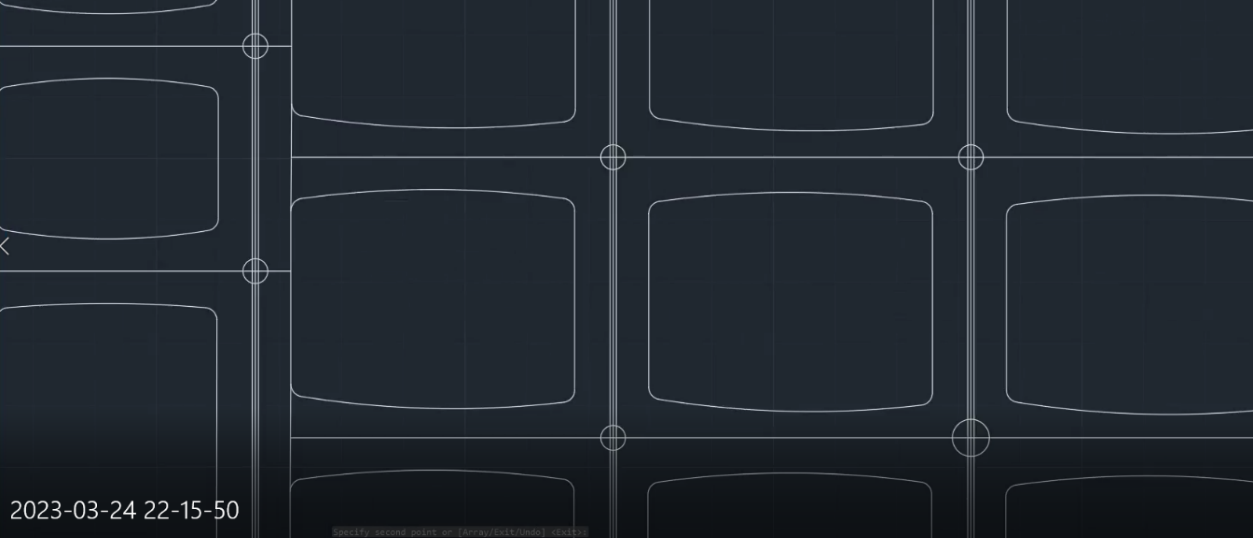 2023-03-24 22-15-50
Specify second point or [Array/Exit/Undo] <Exit>: